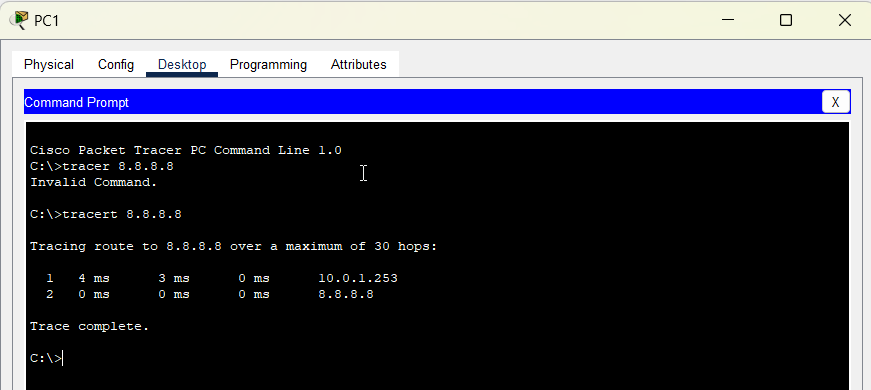 PC1
Physical Config Desktop Programming Attributes
Command Prompt X
Cisco Packet Tracer PC Command Line 1.0
C:\>tracer 8.8.8.8
Invalid Command.
C:\>tracert 8.8.8.8
Tracing route to 8.8.8.8 over a maximum of 30 hops:
1 4 ms 3 ms 0 ms 10.0.1.253
2 0 ms 0 ms 0 ms 8.8.8.8
Trace complete.
C:\>